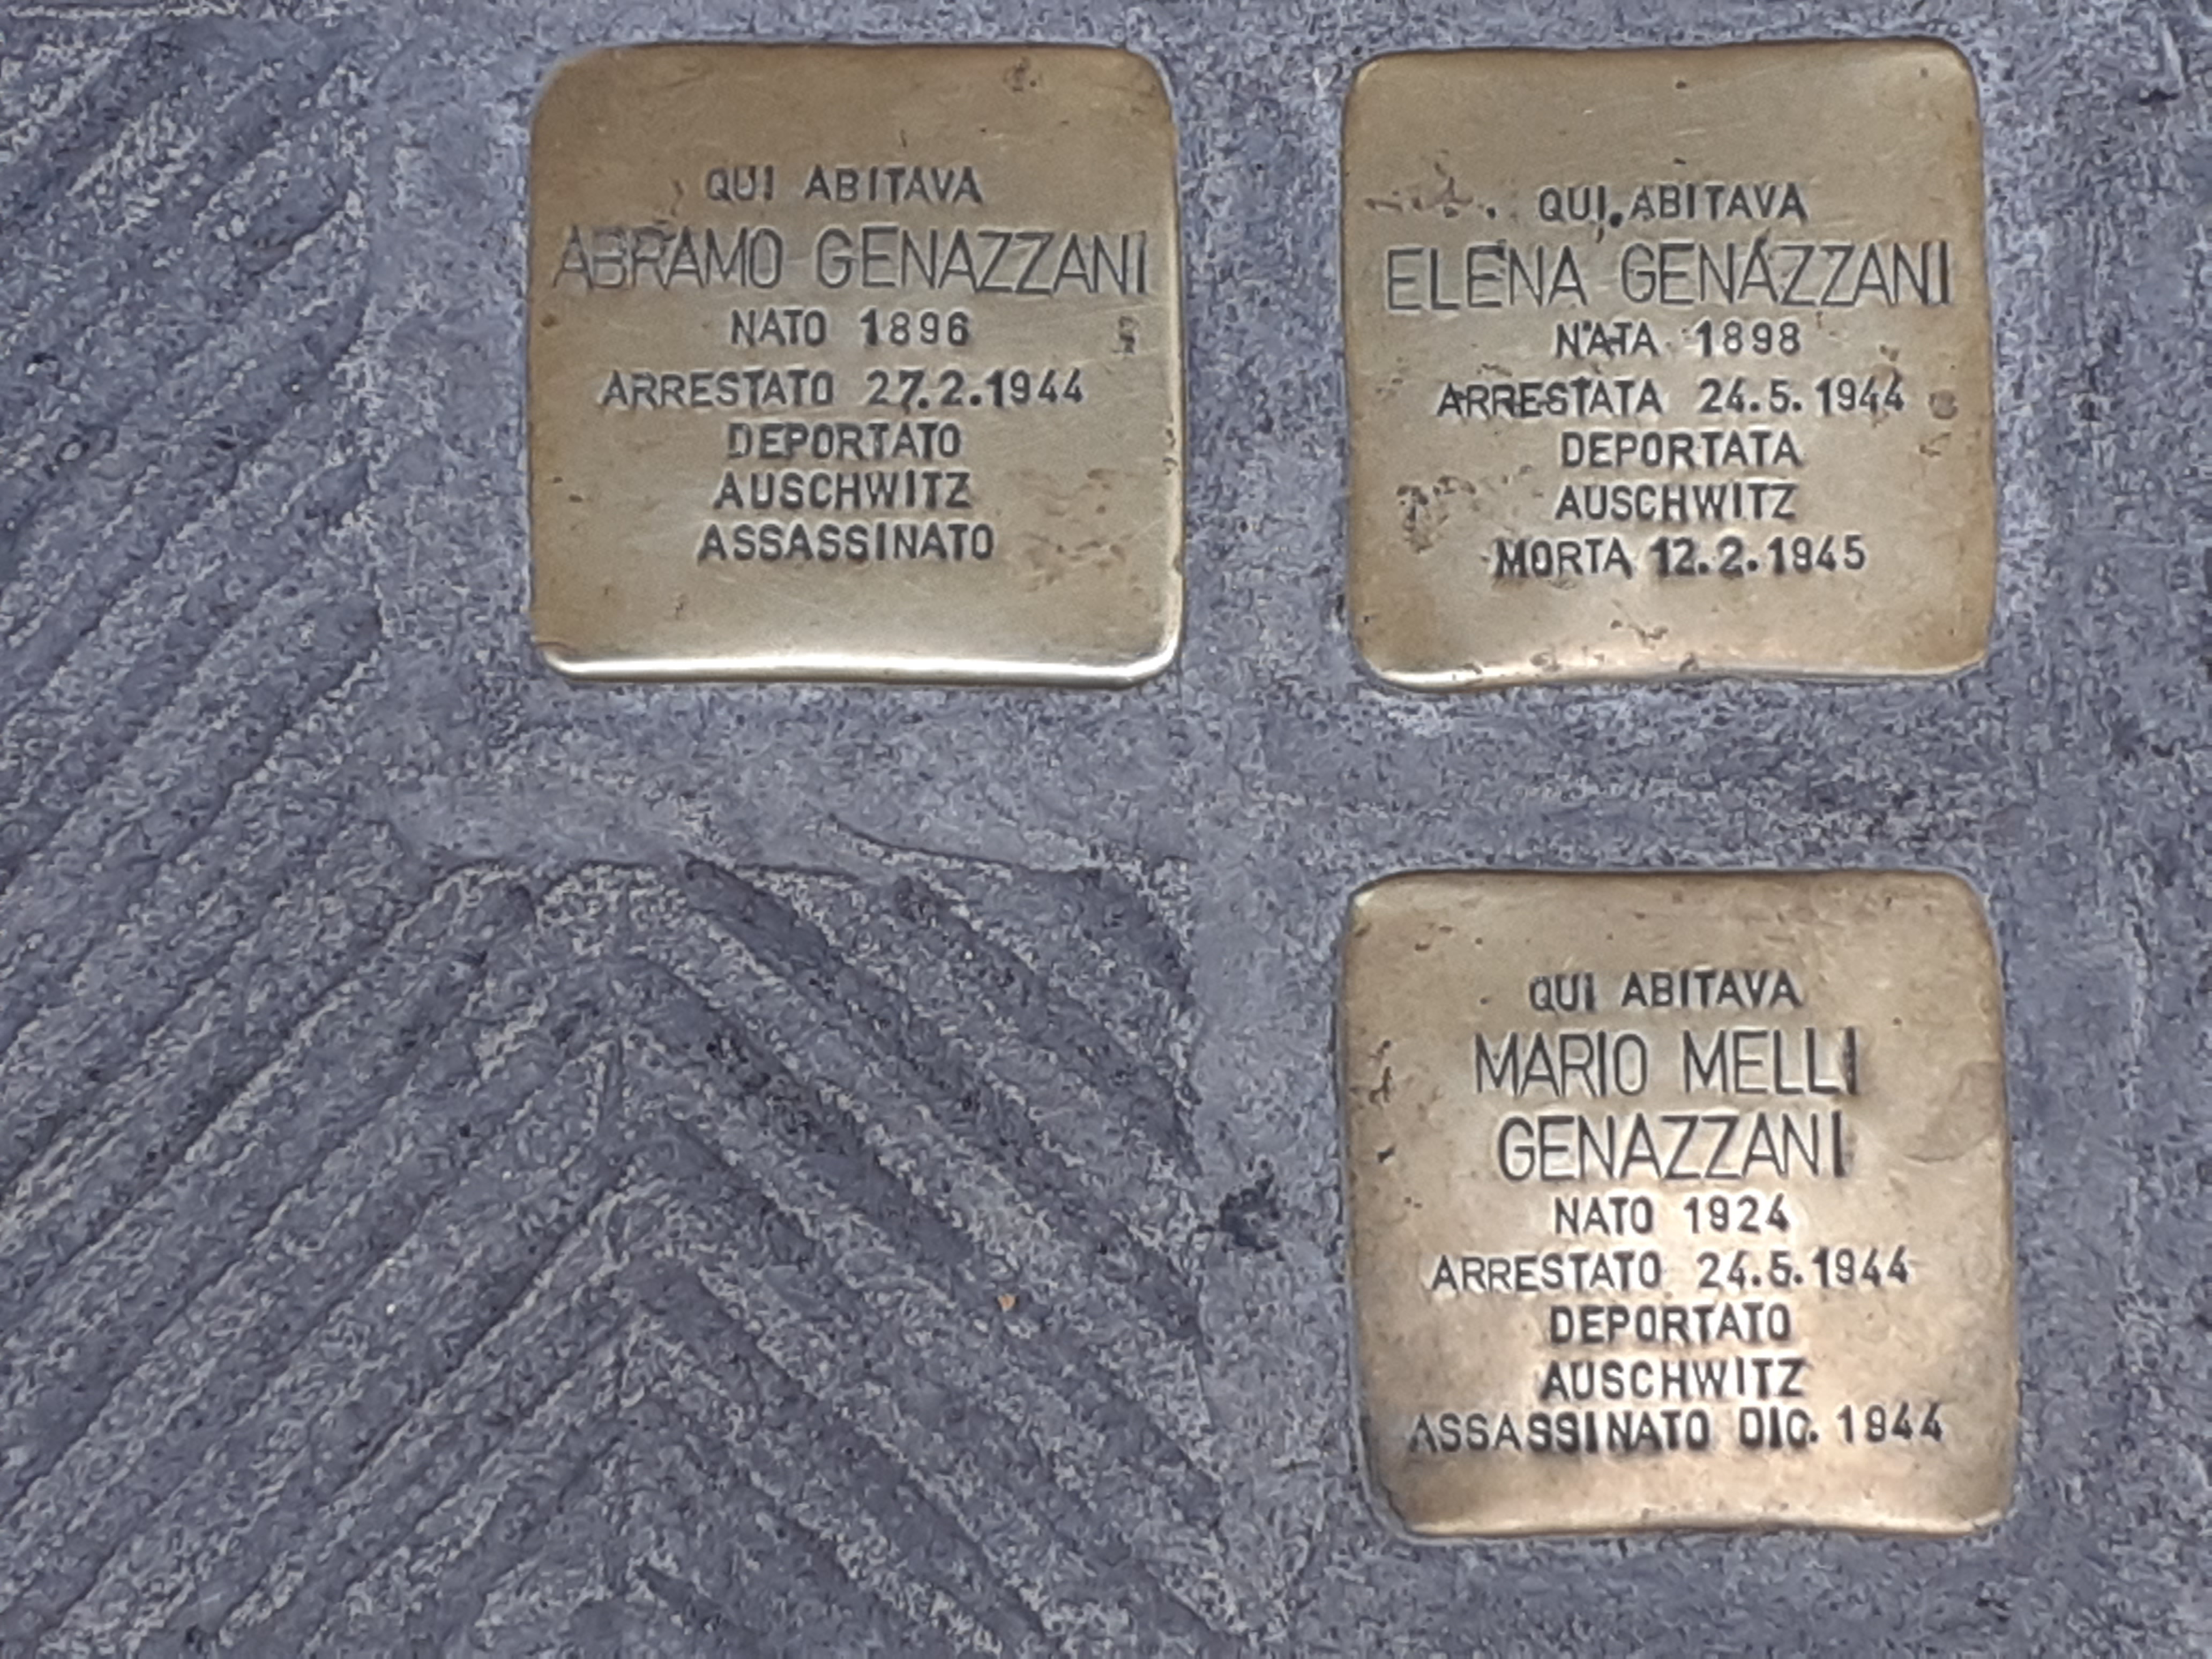 QUI ABITAVA
ABRAMO GENAZZANI
NATO 1896
ARRESTATO 27.2.1944
DEPORTATO
AUSCHWITZ
ASSASSINATO
QUI ABITAVA
ELENA GENAZZANI
NATA 1898
ARRESTATA 24.5.1944
DEPORTATA
AUSCHWITZ
MORTA 12.2.1945
QUI ABITAVA
MARIO MELLI
GENAZZANI
NATO 1924
ARRESTATO 24.5.1944
DEPORTATO
AUSCHWITZ
ASSASSINATO DIC. 1944